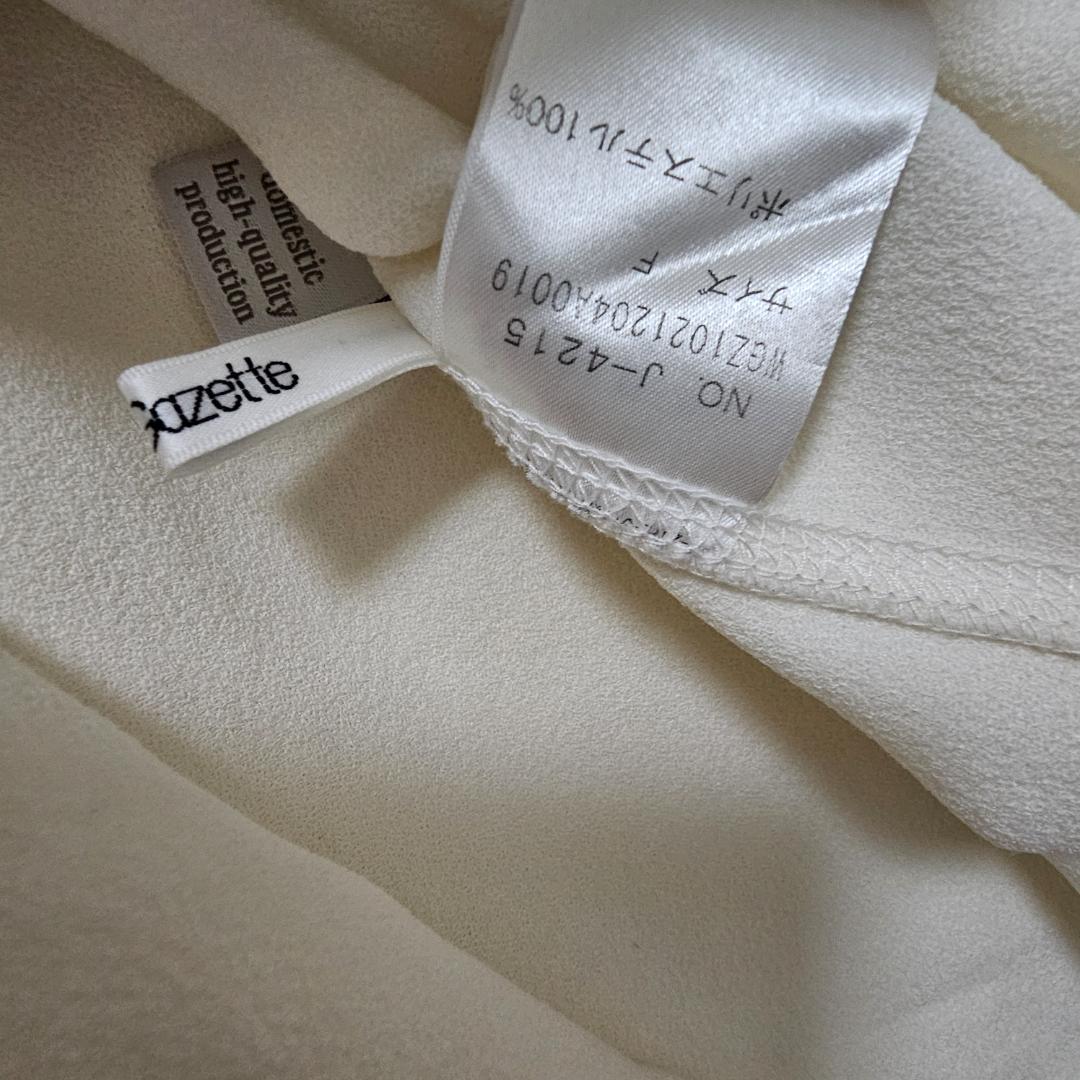 NO. J-4215
WGZ1021204A0019
サイズ F
ポリエステル100%
azette
domestic
high-quality
production